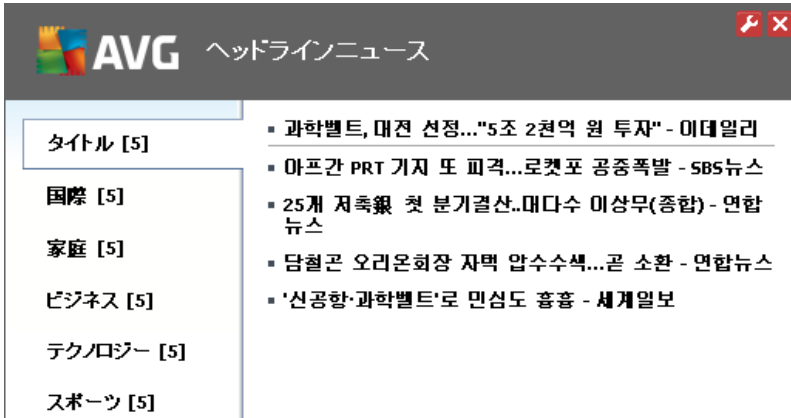 AVG ヘッドラインニュース
タイトル [5]
国際 [5]
家庭 [5]
ビジネス [5]
テクノロジー [5]
スポーツ [5]
과학벨트, 대전 선정..."5조 2천억 원 투자" - 이데일리
아프간 PRT 기지 또 피격...로켓포 공중폭발 - SBS뉴스
25개 저축銀 첫 분기결산..대다수 이상무(종합) - 연합
뉴스
담철곤 오리온회장 자택 압수수색...곧 소환 - 연합뉴스
'신공항·과학벨트'로 민심도 흉흉 - 세계일보